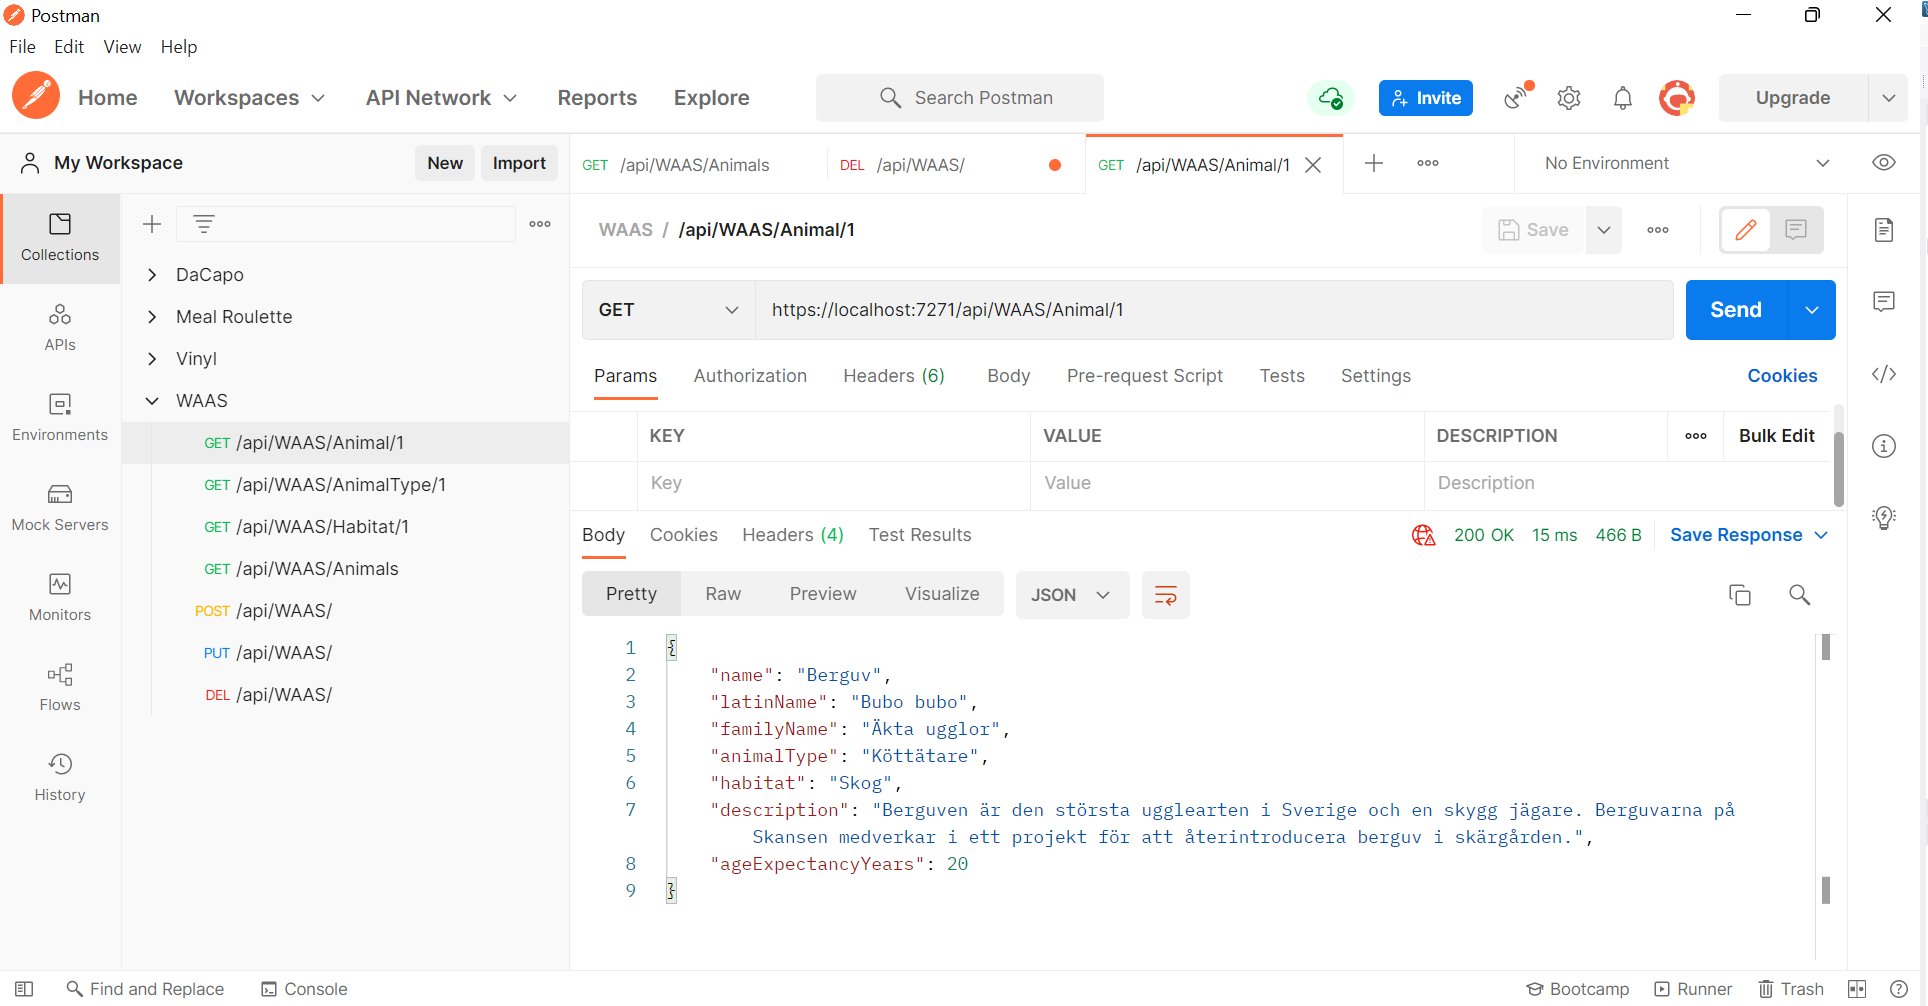 Postman
File Edit View Help
Home Workspaces API Network Reports Explore Search Postman Invite Upgrade
My Workspace New Import GET /api/WAAS/Animals DEL /api/WAAS/ GET /api/WAAS/Animal/1 No Environment
WAAS / /api/WAAS/Animal/1 Save
GET https://localhost:7271/api/WAAS/Animal/1 Send
Params Authorization Headers (6) Body Pre-request Script Tests Settings Cookies
KEY VALUE DESCRIPTION Bulk Edit
Key Value Description
Collections
APIs
Environments
Mock Servers
Monitors
Flows
History
DaCapo
Meal Roulette
Vinyl
WAAS
GET /api/WAAS/Animal/1
GET /api/WAAS/AnimalType/1
GET /api/WAAS/Habitat/1
GET /api/WAAS/Animals
POST /api/WAAS/
PUT /api/WAAS/
DEL /api/WAAS/
Body Cookies Headers (4) Test Results 200 OK 15 ms 466 B Save Response
Pretty Raw Preview Visualize JSON
1 {
2 "name": "Berguv",
3 "latinName": "Bubo bubo",
4 "familyName": "Äkta ugglor",
5 "animalType": "Köttätare",
6 "habitat": "Skog",
7 "description": "Berguven är den största ugglearten i Sverige och en skygg jägare. Berguvarna på
Skansen medverkar i ett projekt för att återintroducera berguv i skärgården.",
8 "ageExpectancyYears": 20
9 }
Find and Replace Console Bootcamp Runner Trash